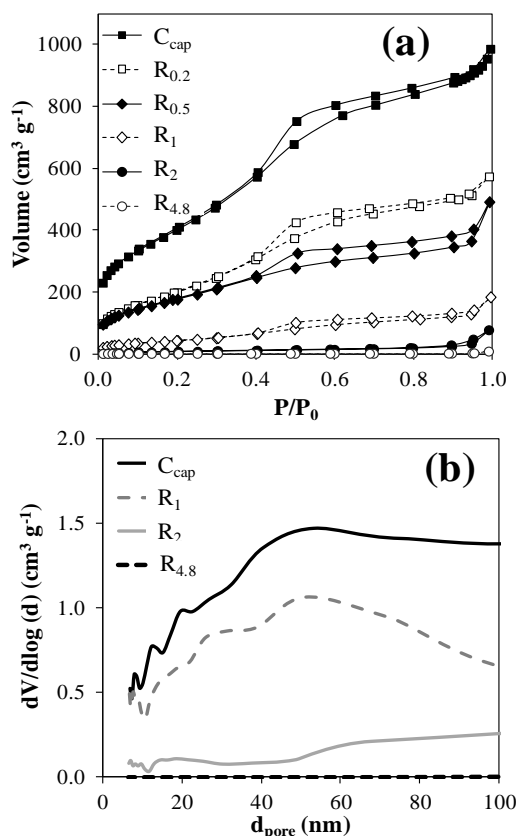 (a)
C_cap
R_0.2
R_0.5
R_1
R_2
R_4.8
Volume (cm³ g⁻¹)
1000
800
600
400
200
0
0.0 0.2 0.4 0.6 0.8 1.0
P/P₀
(b)
C_cap
R_1
R_2
R_4.8
dV/dlog (d) (cm³ g⁻¹)
2.0
1.5
1.0
0.5
0.0
0 20 40 60 80 100
d_pore (nm)